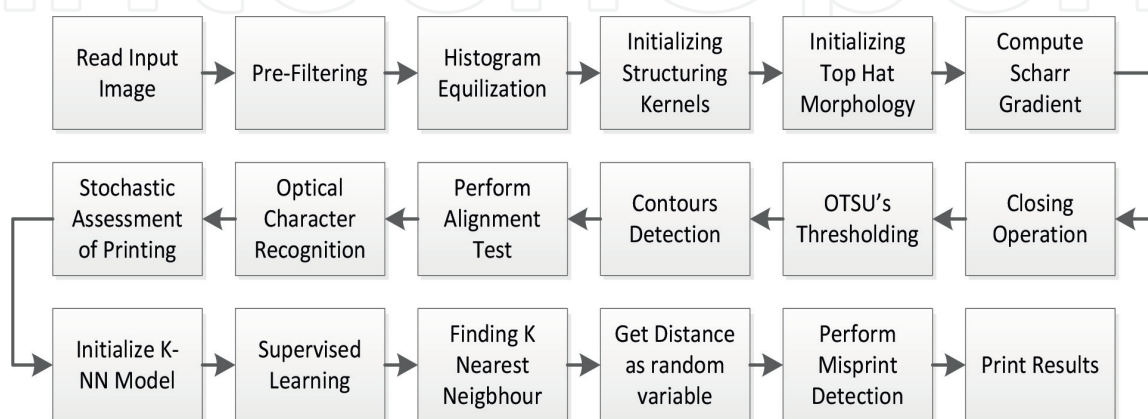 Read Input
Image
Pre-Filtering
Histogram
Equilization
Initializing
Structuring
Kernels
Initializing
Top Hat
Morphology
Compute
Scharr
Gradient
Stochastic
Assessment
of Printing
Optical
Character
Recognition
Perform
Alignment
Test
Contours
Detection
OTSU's
Thresholding
Closing
Operation
Initialize K-
NN Model
Supervised
Learning
Finding K
Nearest
Neigbhour
Get Distance
as random
variable
Perform
Misprint
Detection
Print Results